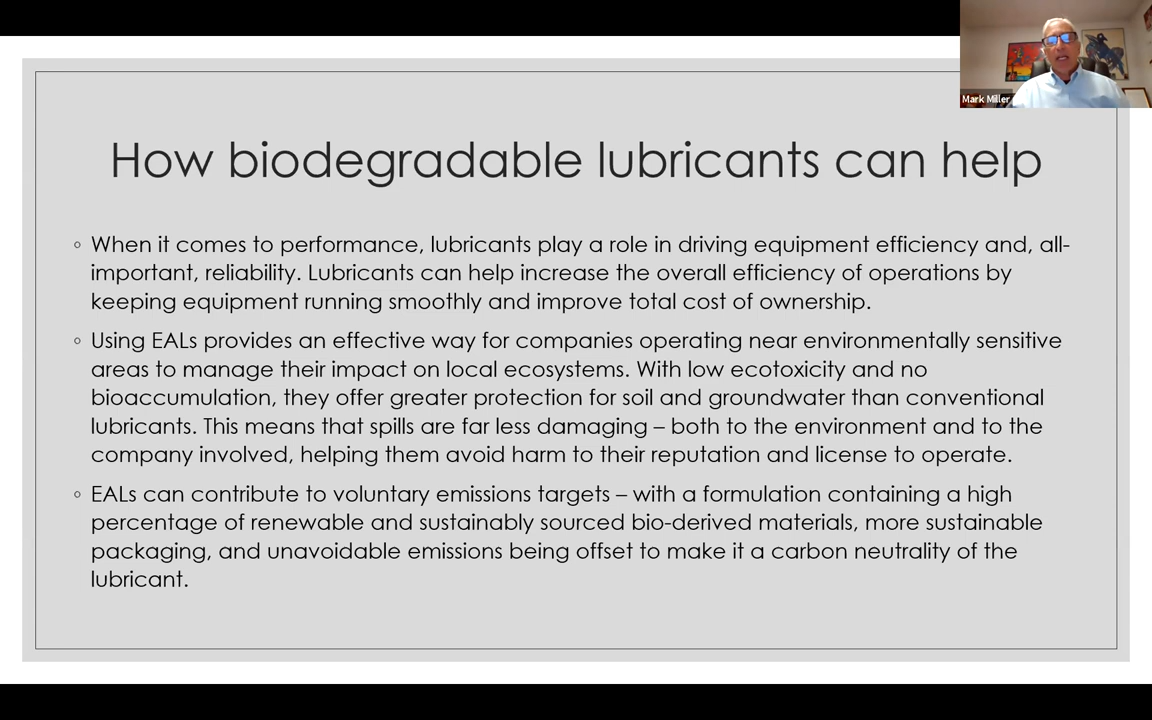 Mark Miller
How biodegradable lubricants can help
◦ When it comes to performance, lubricants play a role in driving equipment efficiency and, all-
important, reliability. Lubricants can help increase the overall efficiency of operations by
keeping equipment running smoothly and improve total cost of ownership.
◦ Using EALs provides an effective way for companies operating near environmentally sensitive
areas to manage their impact on local ecosystems. With low ecotoxicity and no
bioaccumulation, they offer greater protection for soil and groundwater than conventional
lubricants. This means that spills are far less damaging – both to the environment and to the
company involved, helping them avoid harm to their reputation and license to operate.
◦ EALs can contribute to voluntary emissions targets – with a formulation containing a high
percentage of renewable and sustainably sourced bio-derived materials, more sustainable
packaging, and unavoidable emissions being offset to make it a carbon neutrality of the
lubricant.